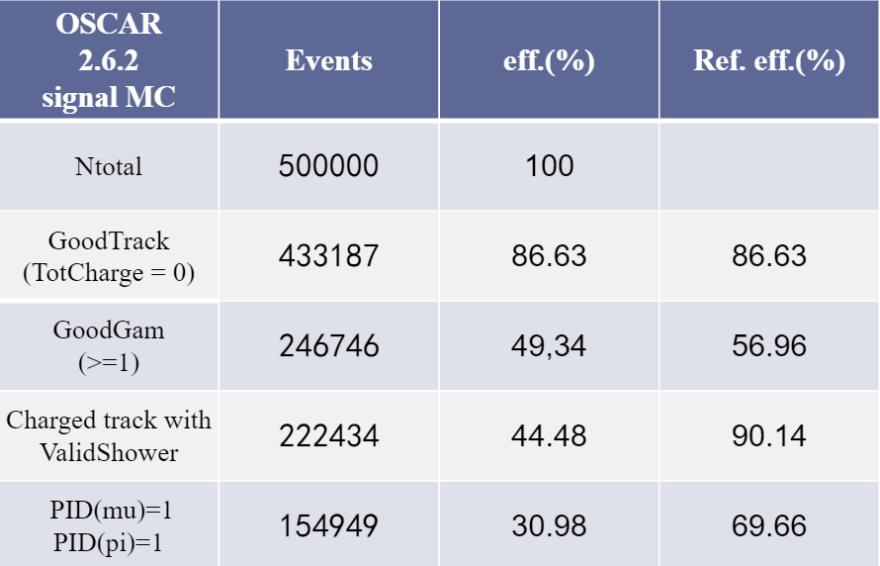 OSCAR
2.6.2
signal MC
Events
eff.(%)
Ref. eff.(%)
Ntotal
500000
100
GoodTrack
(TotCharge = 0)
433187
86.63
86.63
GoodGam
(>=1)
246746
49,34
56.96
Charged track with
ValidShower
222434
44.48
90.14
PID(mu)=1
PID(pi)=1
154949
30.98
69.66